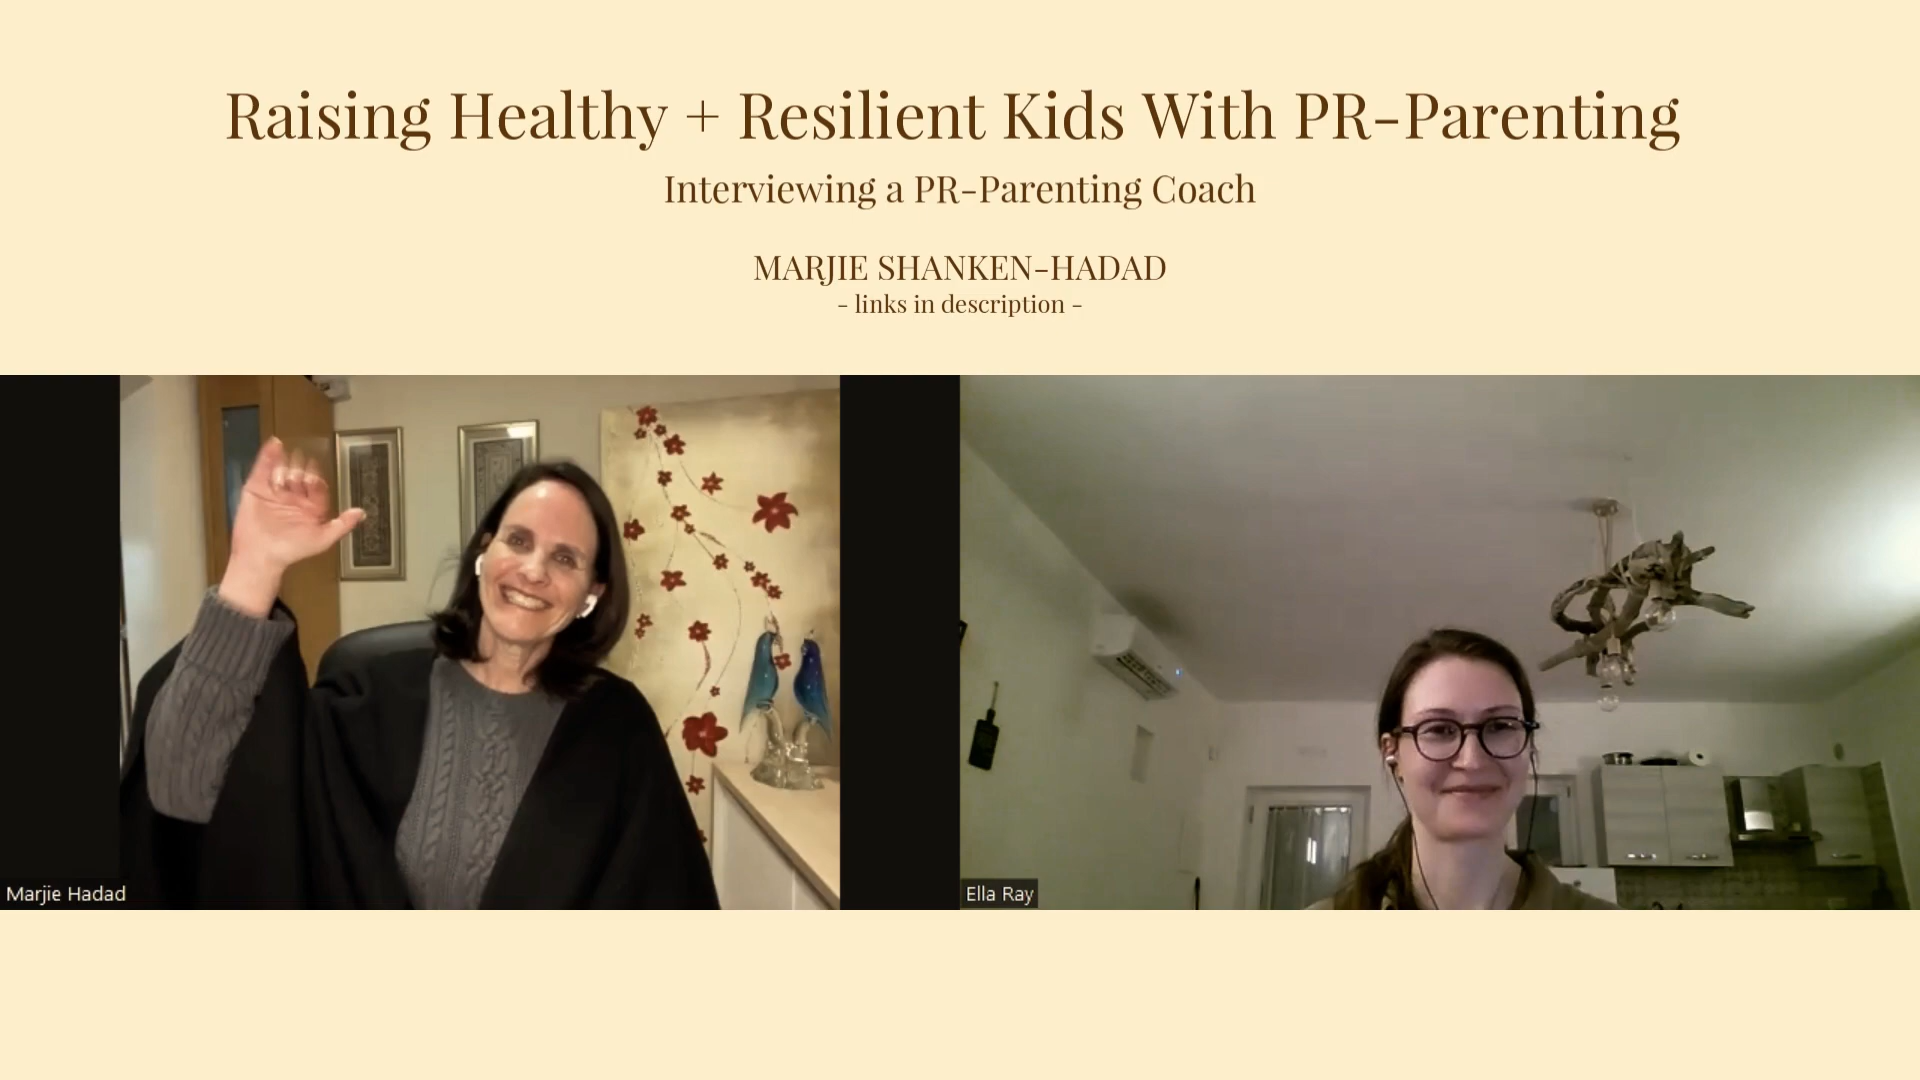 Raising Healthy + Resilient Kids With PR-Parenting
Interviewing a PR-Parenting Coach
MARJIE SHANKEN-HADAD
- links in description -
Marjie Hadad
Ella Ray